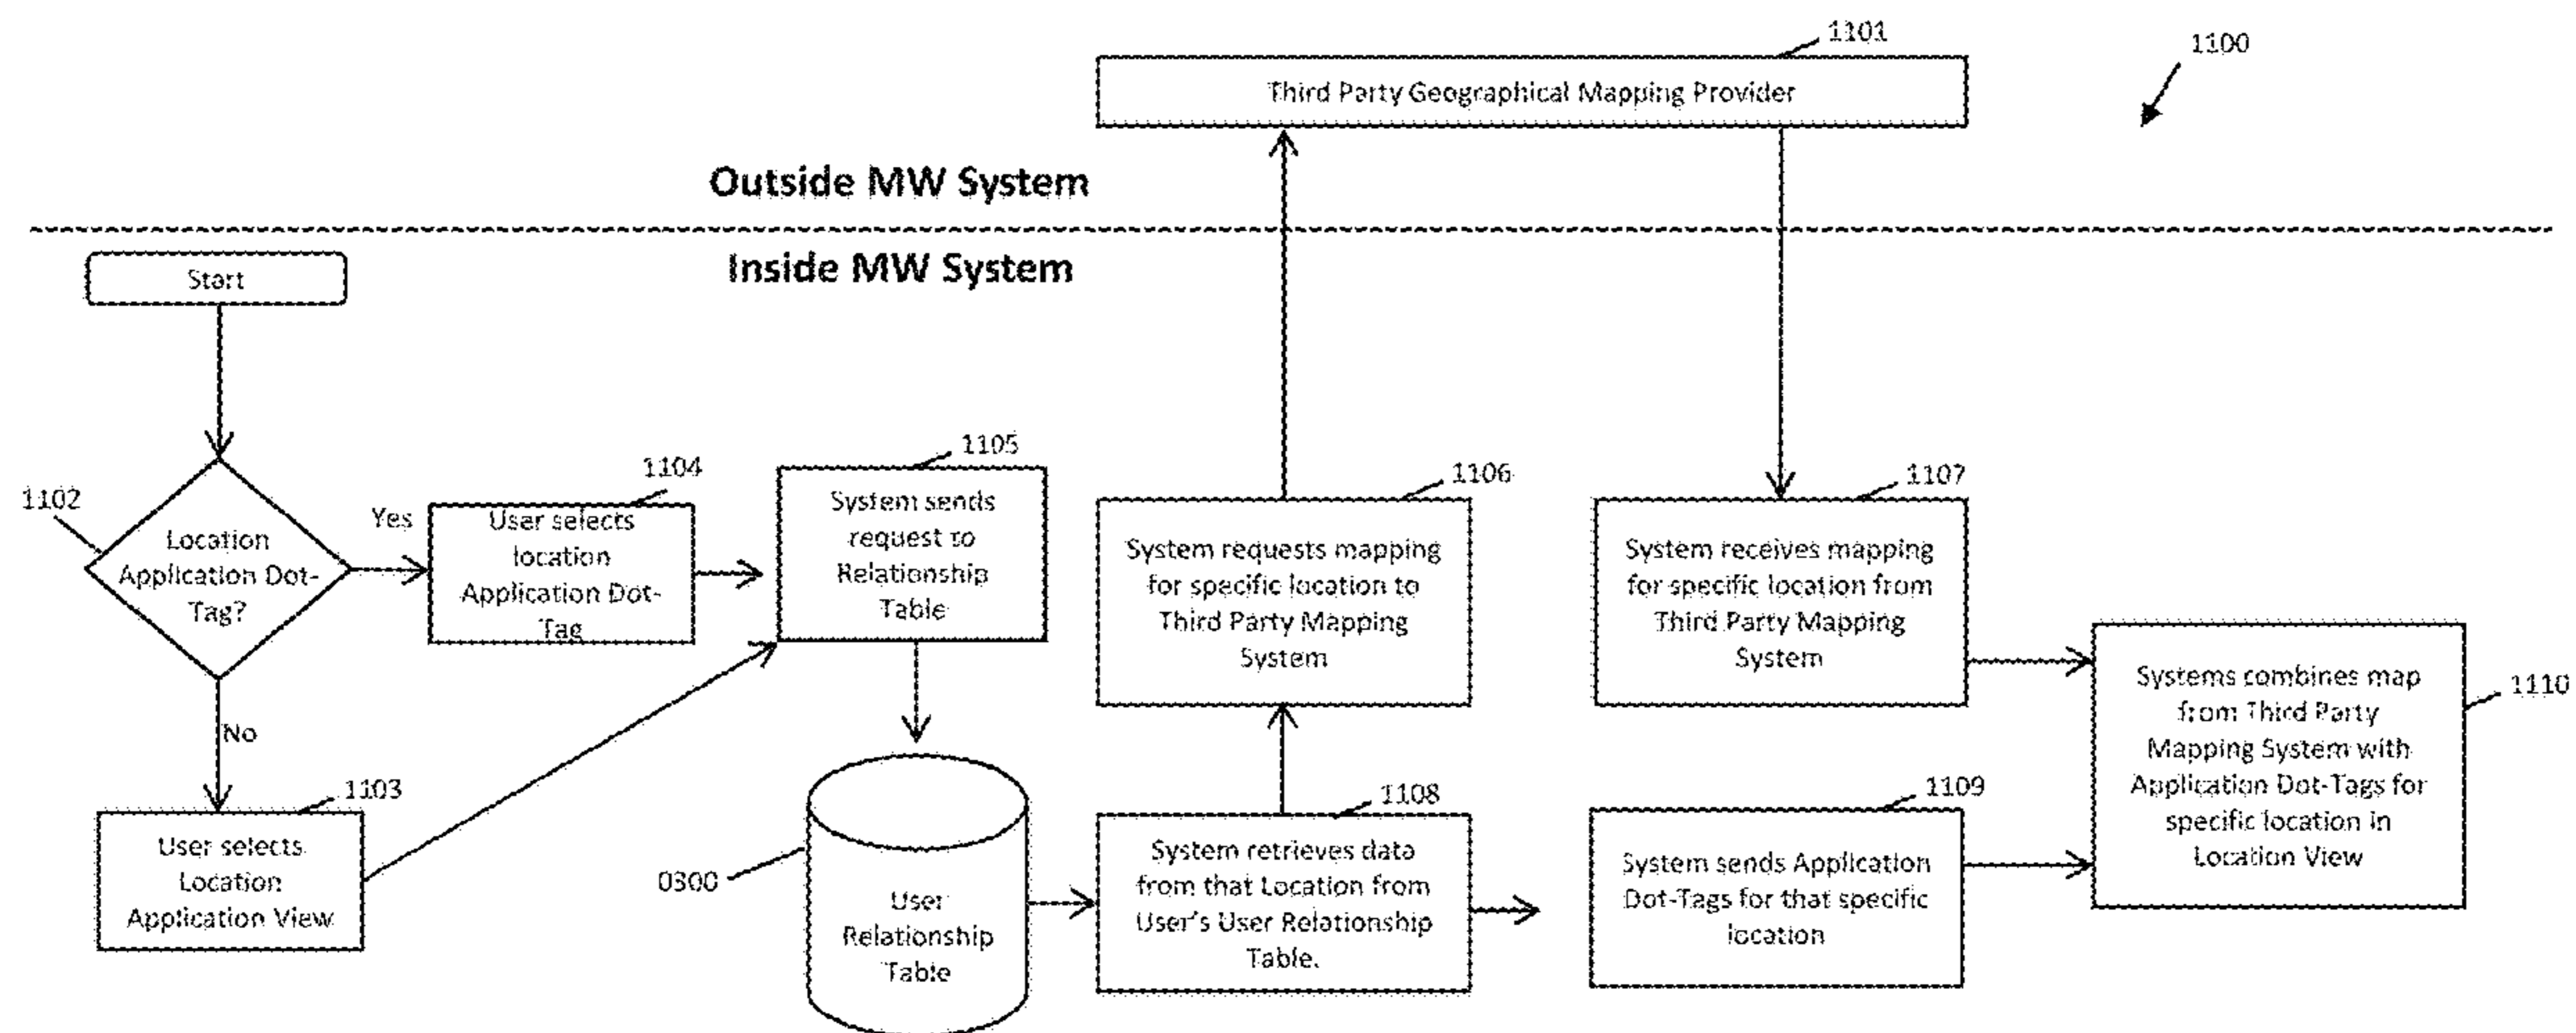 1101
1100
Third Party Geographical Mapping Provider
Outside MW System
Inside MW System
Start
1102
Location
Application Dot-
Tag?
Yes
No
1104
User selects
location
Application Dot-
Tag
1103
User selects
Location
Application View
1105
System sends
request to
Relationship
Table
0300
User
Relationship
Table
1106
System requests mapping
for specific location to
Third Party Mapping
System
1108
System retrieves data
from that Location from
User's User Relationship
Table.
1107
System receives mapping
for specific location from
Third Party Mapping
System
1109
System sends Application
Dot-Tags for that specific
location
1110
Systems combines map
from Third Party
Mapping System with
Application Dot-Tags for
specific location in
Location View